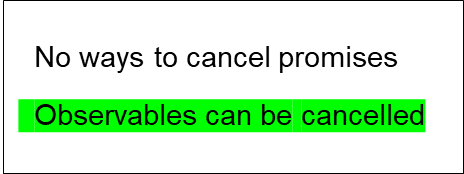 No ways to cancel promises
Observables can be cancelled